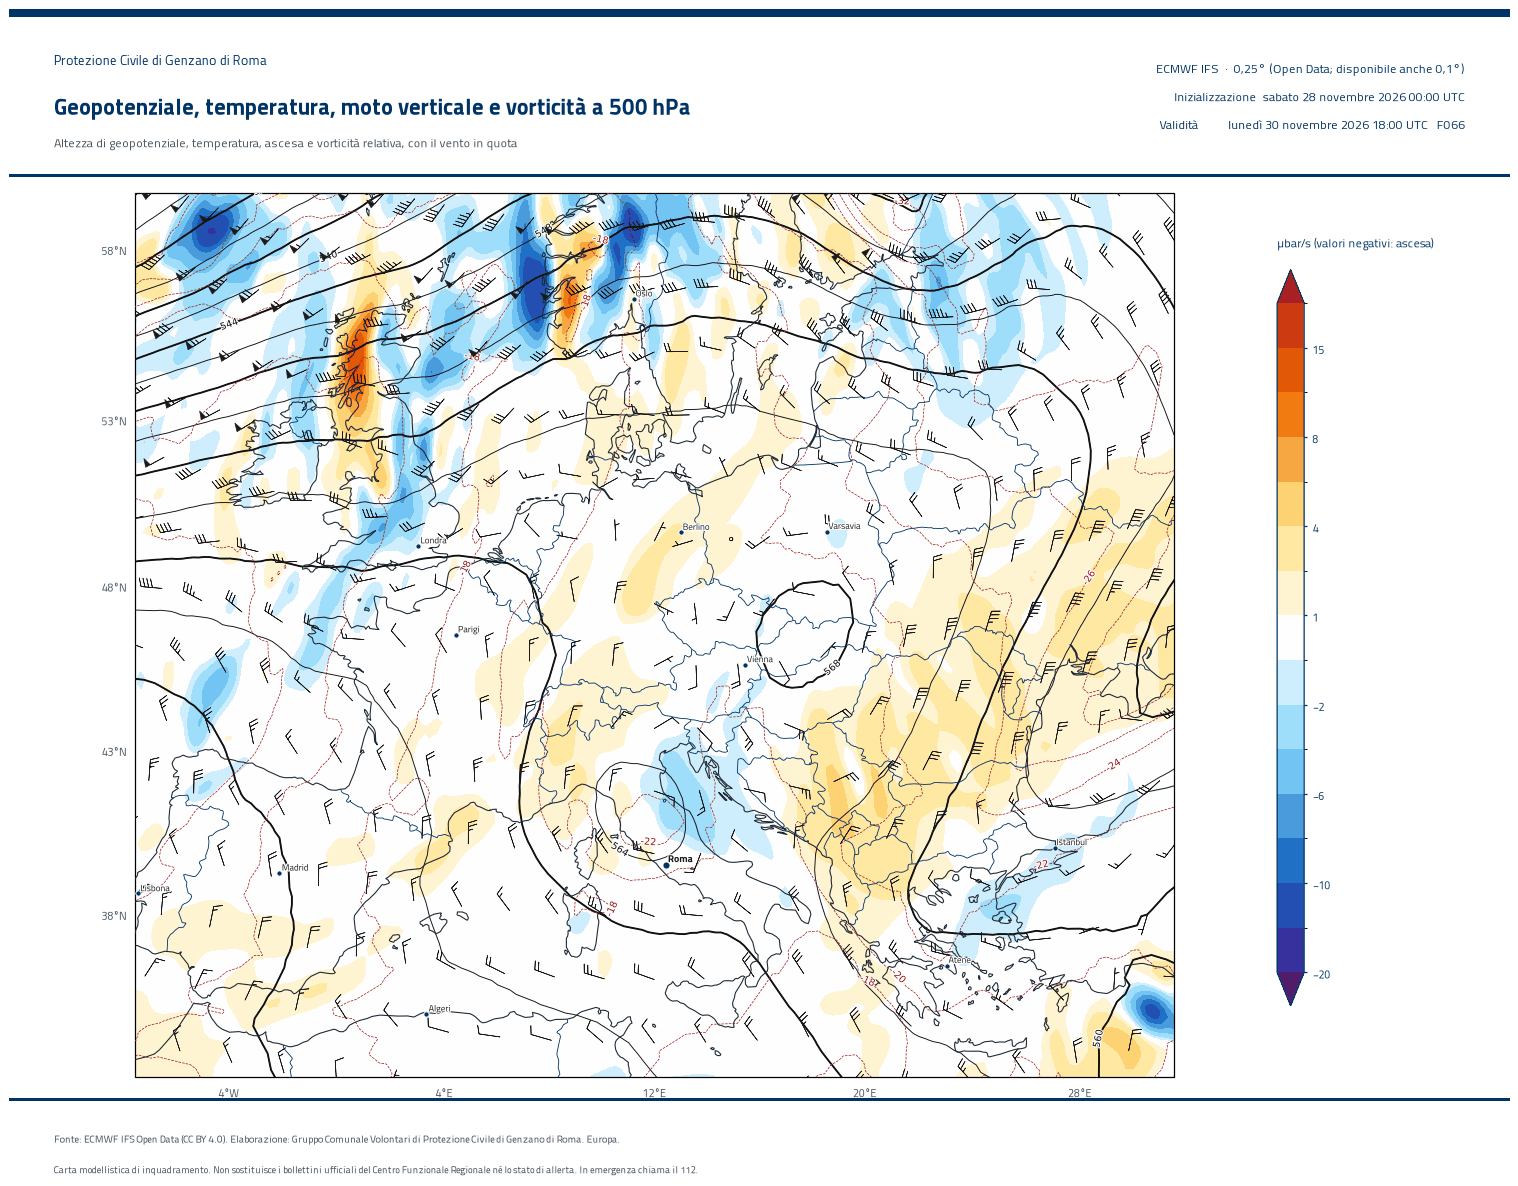 Protezione Civile di Genzano di Roma
Geopotenziale, temperatura, moto verticale e vorticità a 500 hPa
Altezza di geopotenziale, temperatura, ascesa e vorticità relativa, con il vento in quota
ECMWF IFS · 0,25° (Open Data; disponibile anche 0,1°)
Inizializzazione sabato 28 novembre 2026 00:00 UTC
Validità lunedì 30 novembre 2026 18:00 UTC F066
µbar/s (valori negativi: ascesa)
15
8
4
1
−2
−6
−10
−20
58°N
53°N
48°N
43°N
38°N
4°W
4°E
12°E
20°E
28°E
Oslo
Berlino
Varsavia
Londra
Parigi
Vienna
Madrid
Lisbona
Roma
Istanbul
Atene
Algeri
544
-18
-18
18
-26
568
-24
564
-22
-22
18
-20
-18
560
Fonte: ECMWF IFS Open Data (CC BY 4.0). Elaborazione: Gruppo Comunale Volontari di Protezione Civile di Genzano di Roma. Europa.
Carta modellistica di inquadramento. Non sostituisce i bollettini ufficiali del Centro Funzionale Regionale né lo stato di allerta. In emergenza chiama il 112.